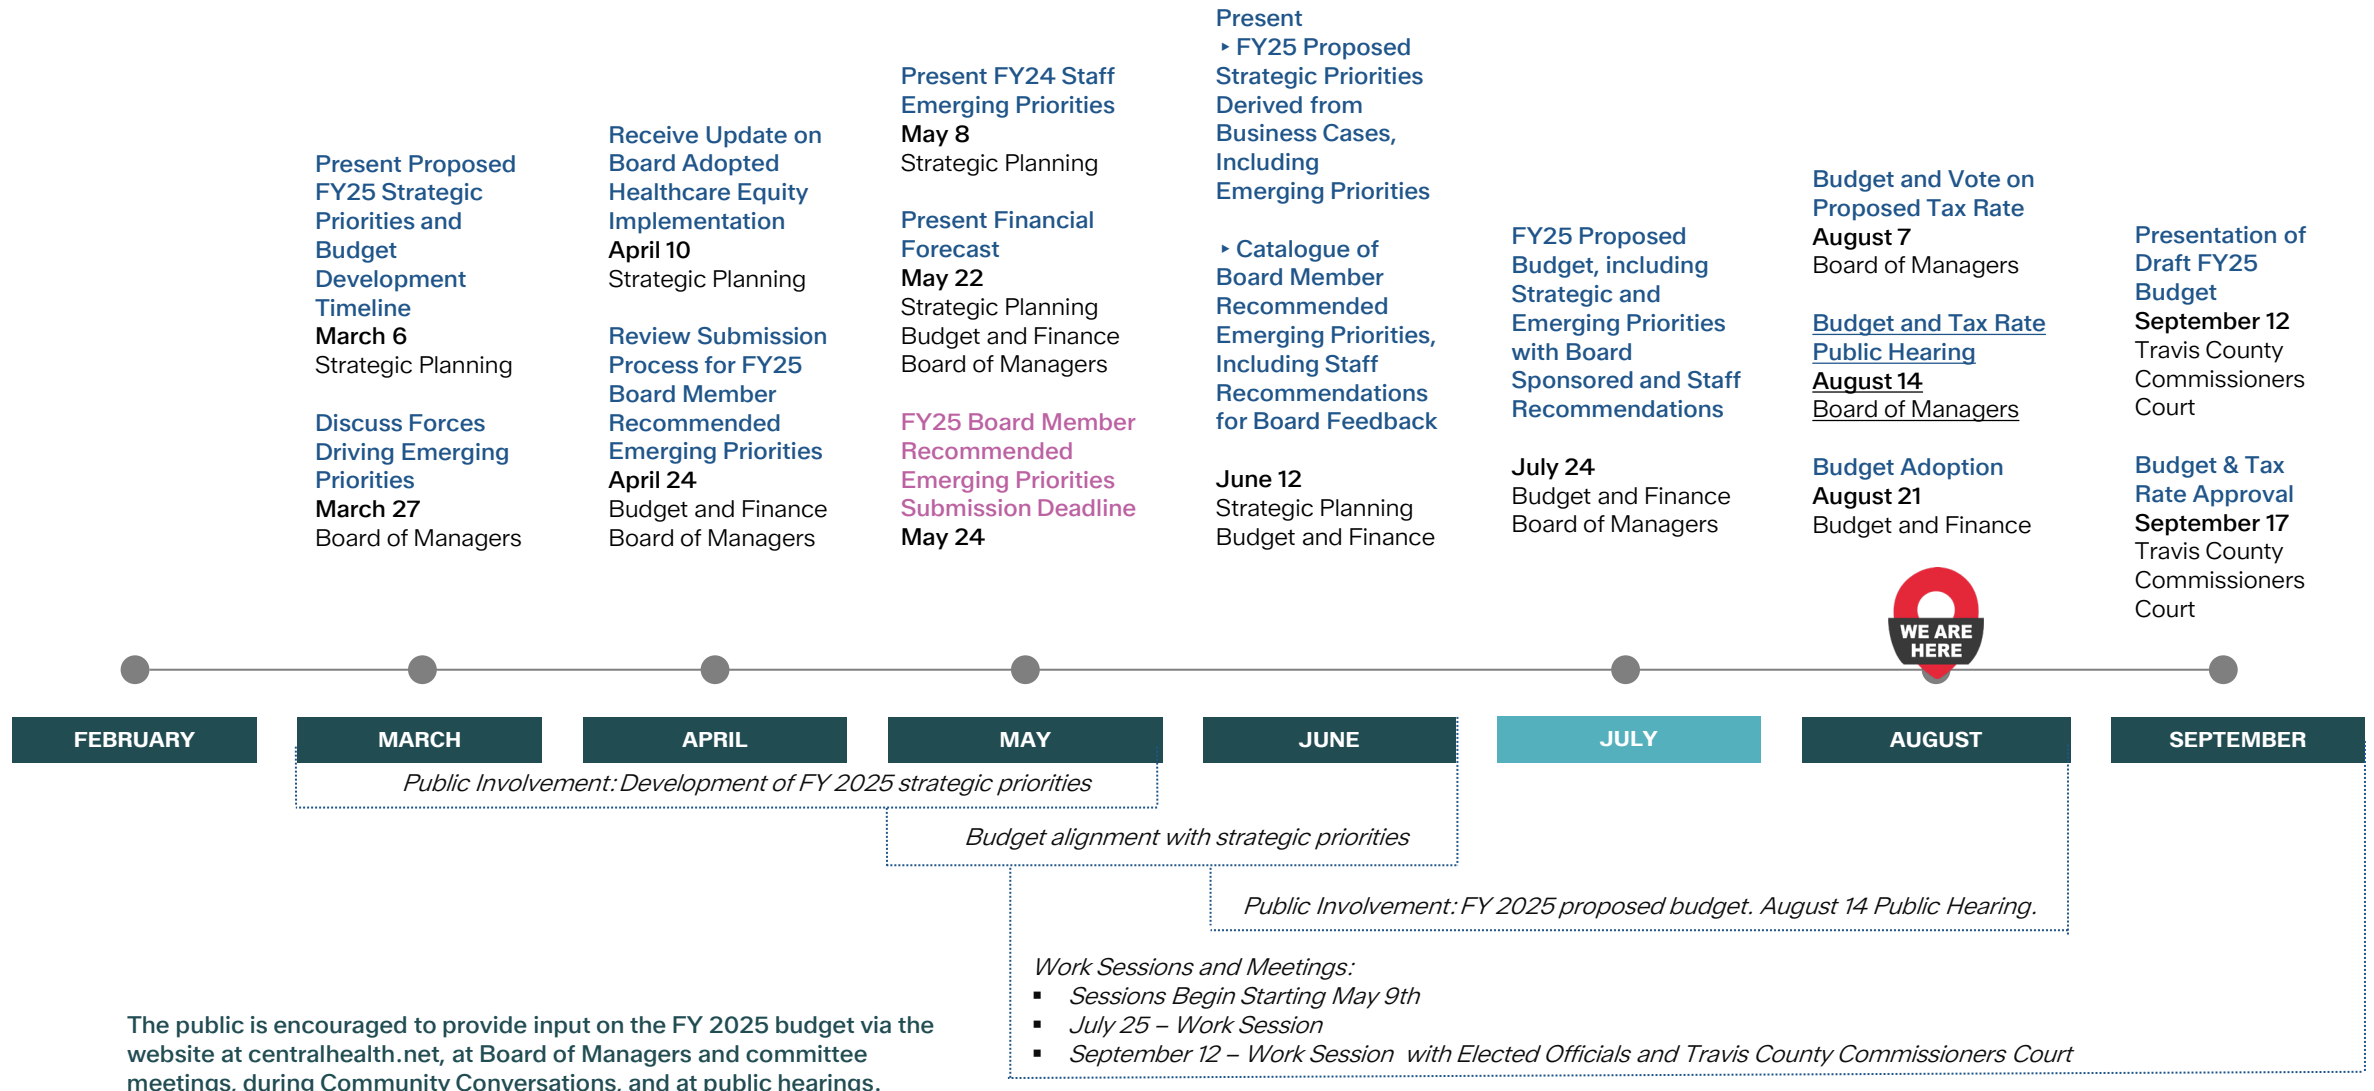 Present Proposed
FY25 Strategic
Priorities and
Budget
Development
Timeline
March 6
Strategic Planning
Discuss Forces
Driving Emerging
Priorities
March 27
Board of Managers
Receive Update on
Board Adopted
Healthcare Equity
Implementation
April 10
Strategic Planning
Review Submission
Process for FY25
Board Member
Recommended
Emerging Priorities
April 24
Budget and Finance
Board of Managers
Present FY24 Staff
Emerging Priorities
May 8
Strategic Planning
Present Financial
Forecast
May 22
Strategic Planning
Budget and Finance
Board of Managers
FY25 Board Member
Recommended
Emerging Priorities
Submission Deadline
May 24
Present
‣ FY25 Proposed
Strategic Priorities
Derived from
Business Cases,
Including
Emerging Priorities
‣ Catalogue of
Board Member
Recommended
Emerging Priorities,
Including Staff
Recommendations
for Board Feedback
June 12
Strategic Planning
Budget and Finance
FY25 Proposed
Budget, including
Strategic and
Emerging Priorities
with Board
Sponsored and Staff
Recommendations
July 24
Budget and Finance
Board of Managers
Budget and Vote on
Proposed Tax Rate
August 7
Board of Managers
Budget and Tax Rate
Public Hearing
August 14
Board of Managers
Budget Adoption
August 21
Budget and Finance
Presentation of
Draft FY25
Budget
September 12
Travis County
Commissioners
Court
Budget & Tax
Rate Approval
September 17
Travis County
Commissioners
Court
WE ARE
HERE
FEBRUARY
MARCH
APRIL
MAY
JUNE
JULY
AUGUST
SEPTEMBER
Public Involvement: Development of FY 2025 strategic priorities
Budget alignment with strategic priorities
Public Involvement: FY 2025 proposed budget. August 14 Public Hearing.
Work Sessions and Meetings:
▪ Sessions Begin Starting May 9th
▪ July 25 – Work Session
▪ September 12 – Work Session with Elected Officials and Travis County Commissioners Court
The public is encouraged to provide input on the FY 2025 budget via the
website at centralhealth.net, at Board of Managers and committee
meetings, during Community Conversations, and at public hearings.